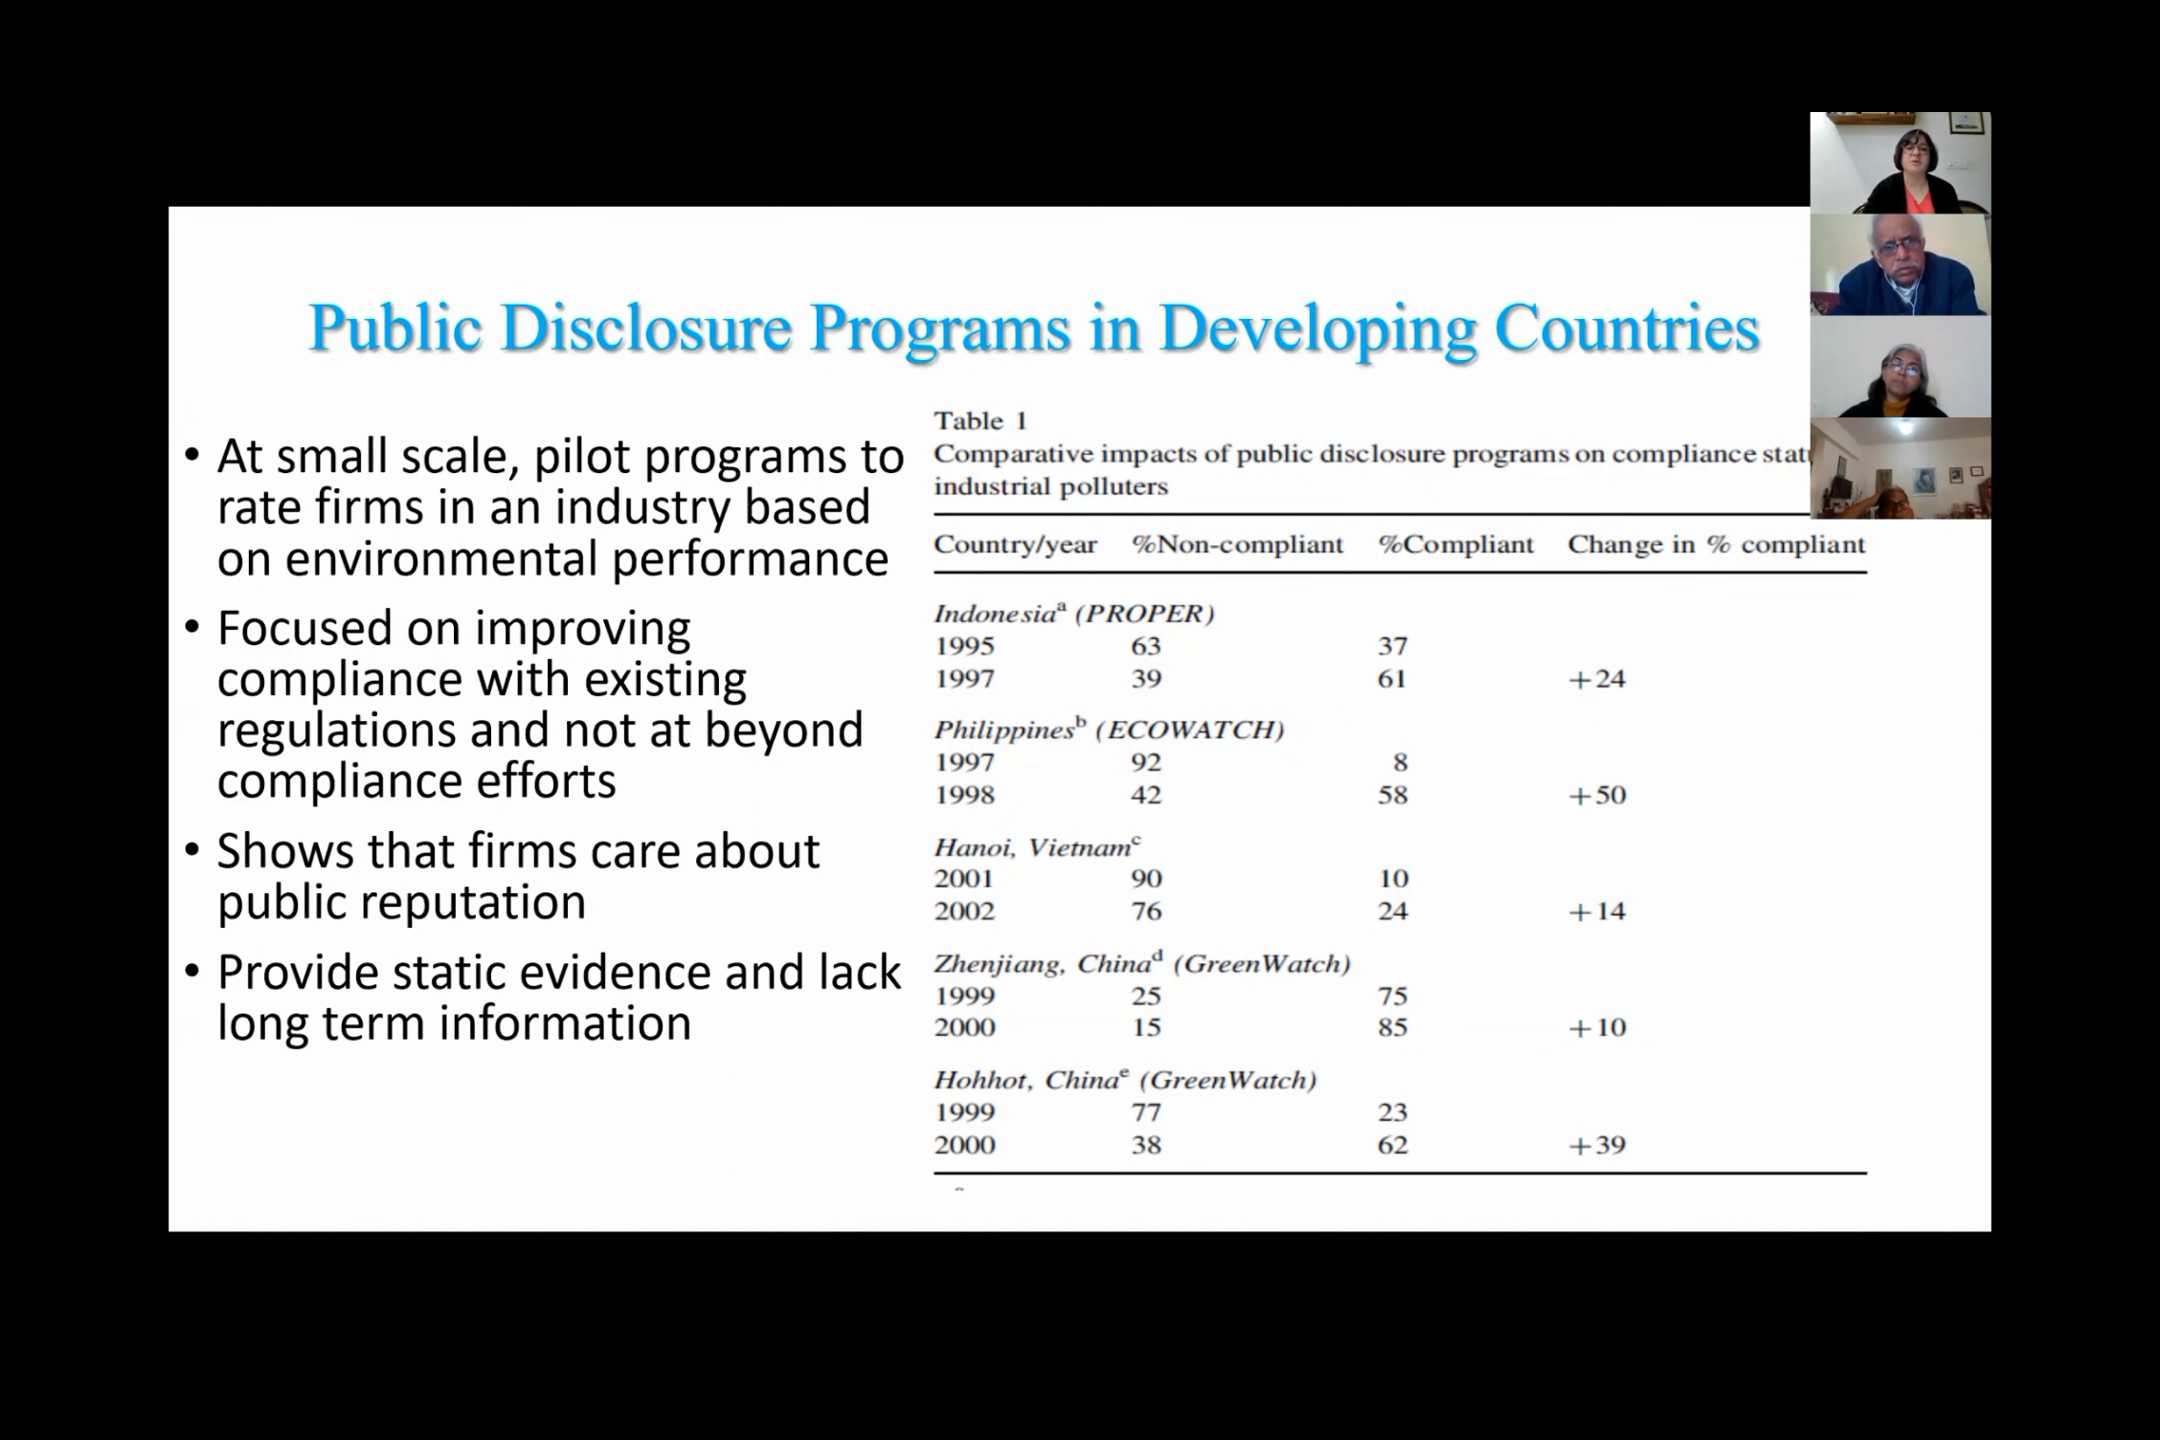 Public Disclosure Programs in Developing Countries
• At small scale, pilot programs to
rate firms in an industry based
on environmental performance
• Focused on improving
compliance with existing
regulations and not at beyond
compliance efforts
• Shows that firms care about
public reputation
• Provide static evidence and lack
long term information
Table 1
Comparative impacts of public disclosure programs on compliance
industrial polluters
Country/year %Non-compliant %Compliant Change in % compliant
Indonesiaᵃ (PROPER)
1995 63 37
1997 39 61 +24
Philippinesᵇ (ECOWATCH)
1997 92 8
1998 42 58 +50
Hanoi, Vietnamᶜ
2001 90 10
2002 76 24 +14
Zhenjiang, Chinaᵈ (GreenWatch)
1999 25 75
2000 15 85 +10
Hohhot, Chinaᵉ (GreenWatch)
1999 77 23
2000 38 62 +39